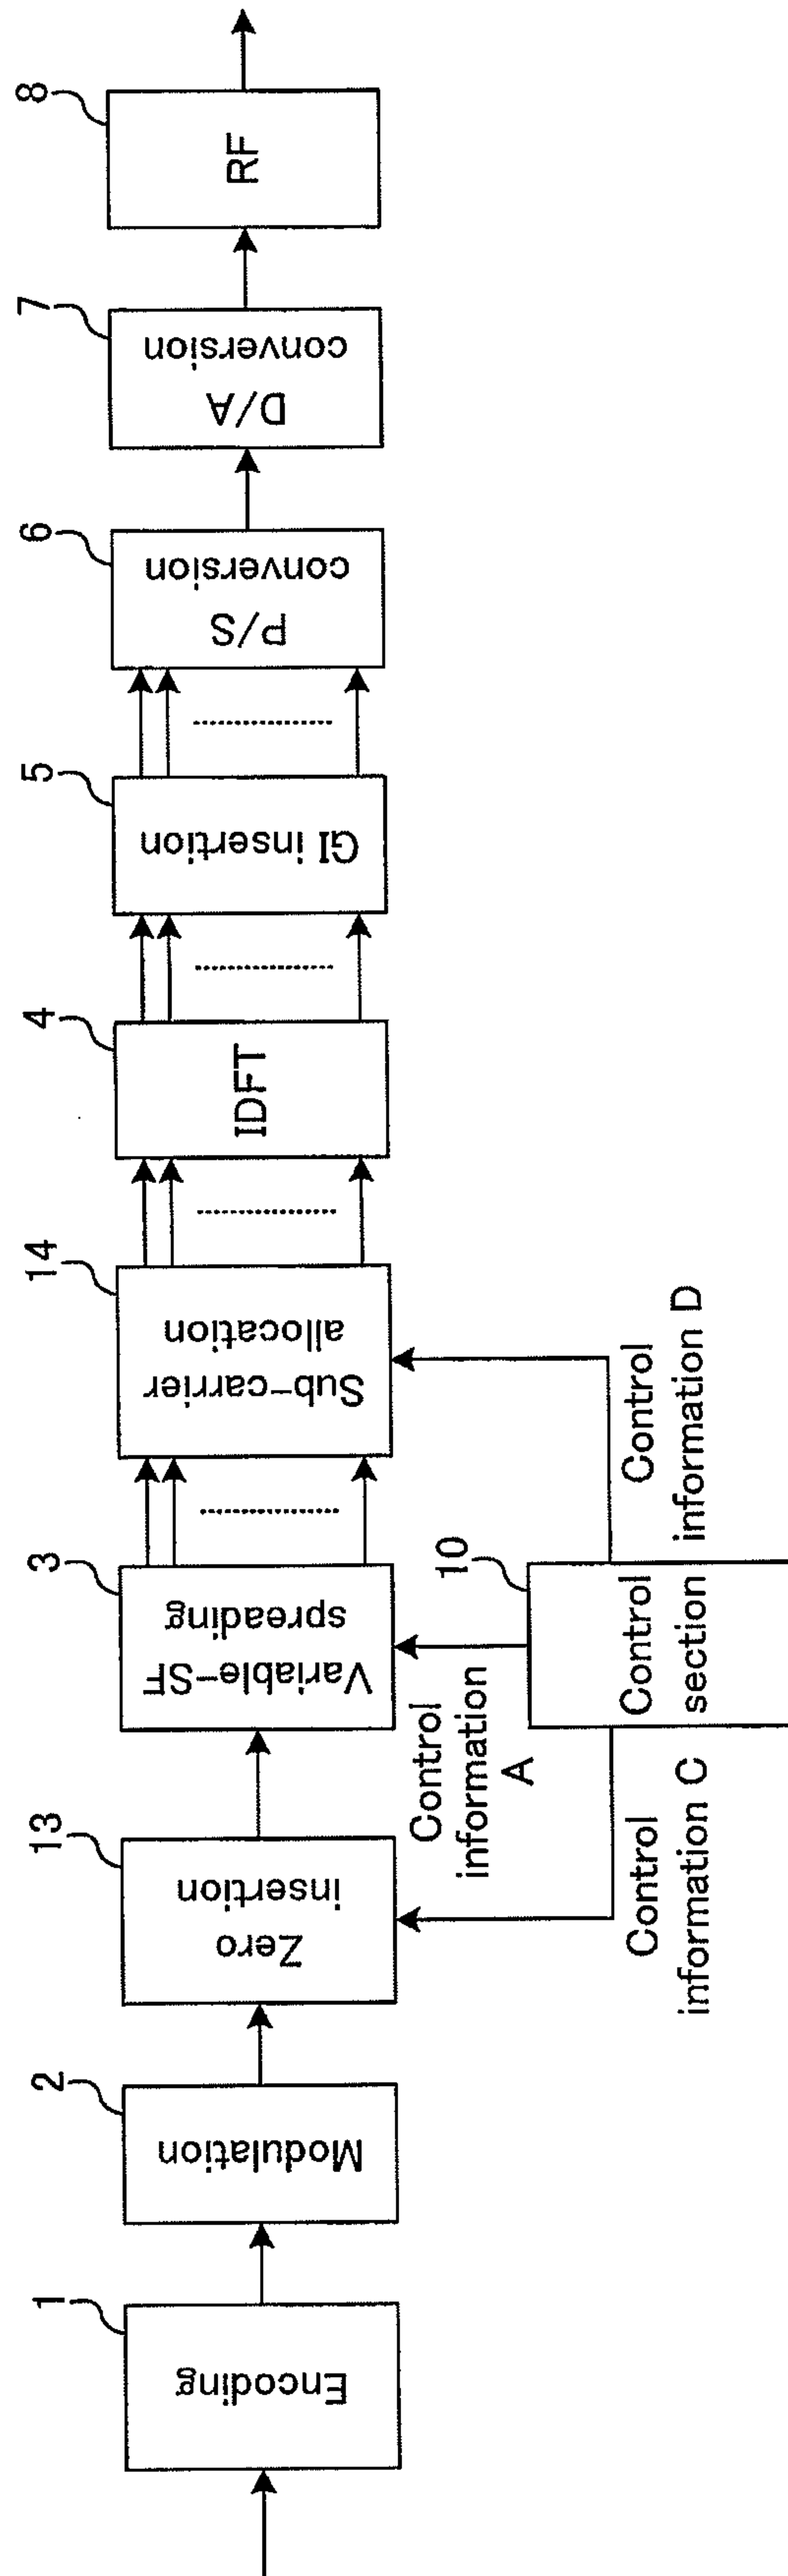 1
Encoding
2
Modulation
13
Zero
insertion
3
Variable-SF
spreading
14
Sub-carrier
allocation
4
IDFT
5
GI insertion
6
P/S
conversion
7
D/A
conversion
8
RF
Control
information C
Control
information
A
10
Control
section
Control
information D